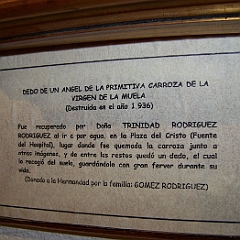 DEDO DE UN ANGEL DE LA PRIMITIVA CARROZA DE LA
VIRGEN DE LA MUELA
(Destruida en el año 1.936)
Fue recuperado por Doña TRINIDAD RODRIGUEZ
RODRIGUEZ al ir a por agua, en la Plaza del Cristo (Fuente
del Hospital), lugar donde fue quemada la carroza junto a
otras imágenes, y de entre los restos quedó un dedo, el cual
lo recogió del suelo, guardándolo con gran fervor durante su
vida.
(Donado a la Hermandad por la familia: GOMEZ RODRIGUEZ)